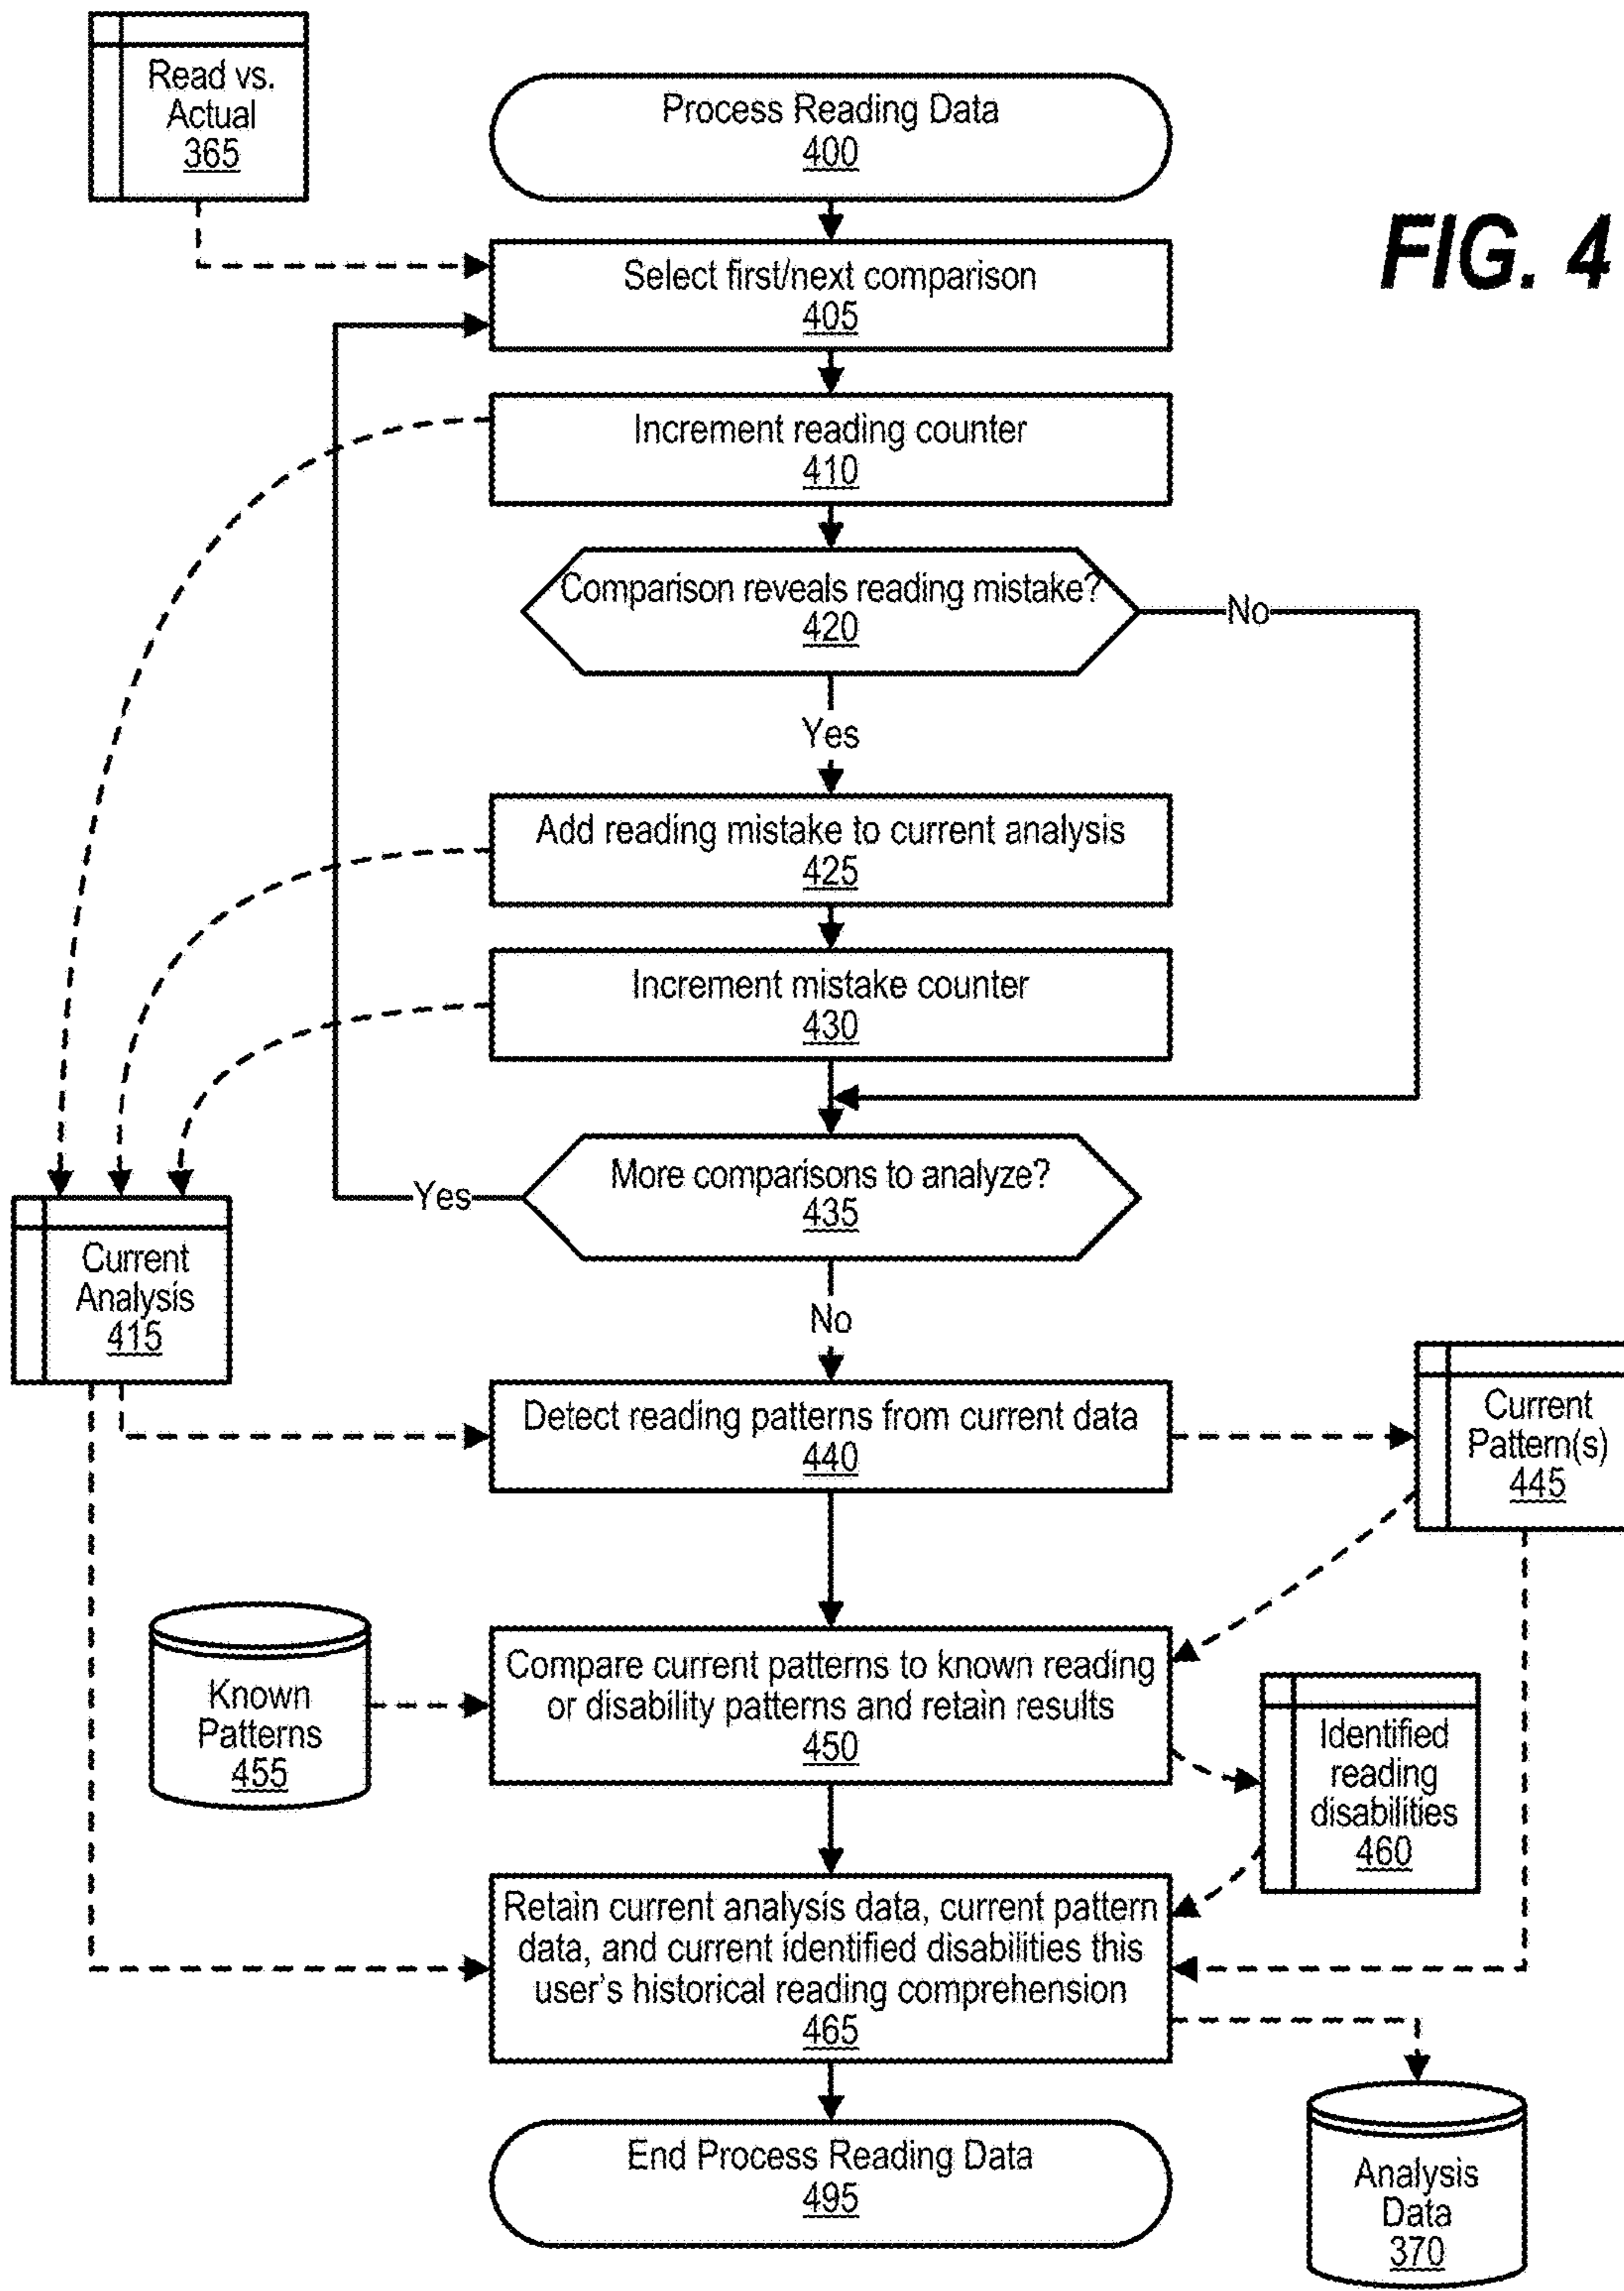 Read vs.
Actual
365
Process Reading Data
400
FIG. 4
Select first/next comparison
405
Increment reading counter
410
Comparison reveals reading mistake?
420
No
Yes
Add reading mistake to current analysis
425
Increment mistake counter
430
More comparisons to analyze?
435
Yes
Current
Analysis
415
No
Detect reading patterns from current data
440
Current
Pattern(s)
445
Known
Patterns
455
Compare current patterns to known reading
or disability patterns and retain results
450
Identified
reading
disabilities
460
Retain current analysis data, current pattern
data, and current identified disabilities this
user's historical reading comprehension
465
End Process Reading Data
495
Analysis
Data
370